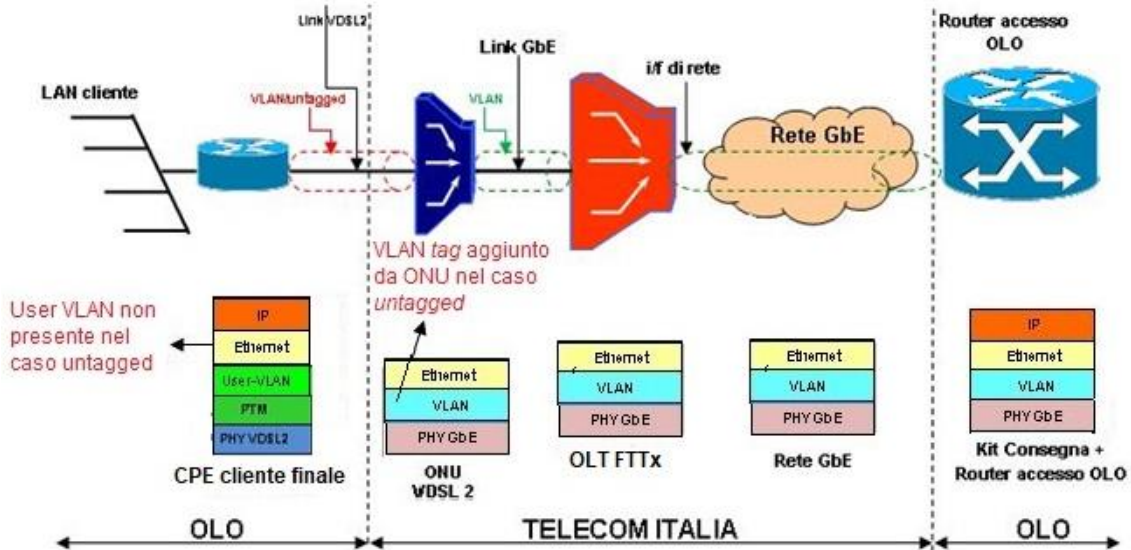 Link VDSL2
Router accesso
OLO
Link GbE
i/f di rete
LAN cliente
VLAN/untagged
VLAN
Rete GbE
VLAN tag aggiunto
da ONU nel caso
untagged
User VLAN non
presente nel
caso untagged
IP
Ethernet
User-VLAN
PTM
PHY VDSL2
CPE cliente finale
Ethernet
VLAN
PHY GbE
ONU
VDSL 2
Ethernet
VLAN
PHY GbE
OLT FTTx
Ethernet
VLAN
PHY GbE
Rete GbE
IP
Ethernet
VLAN
PHY GbE
Kit Consegna +
Router accesso OLO
OLO
TELECOM ITALIA
OLO